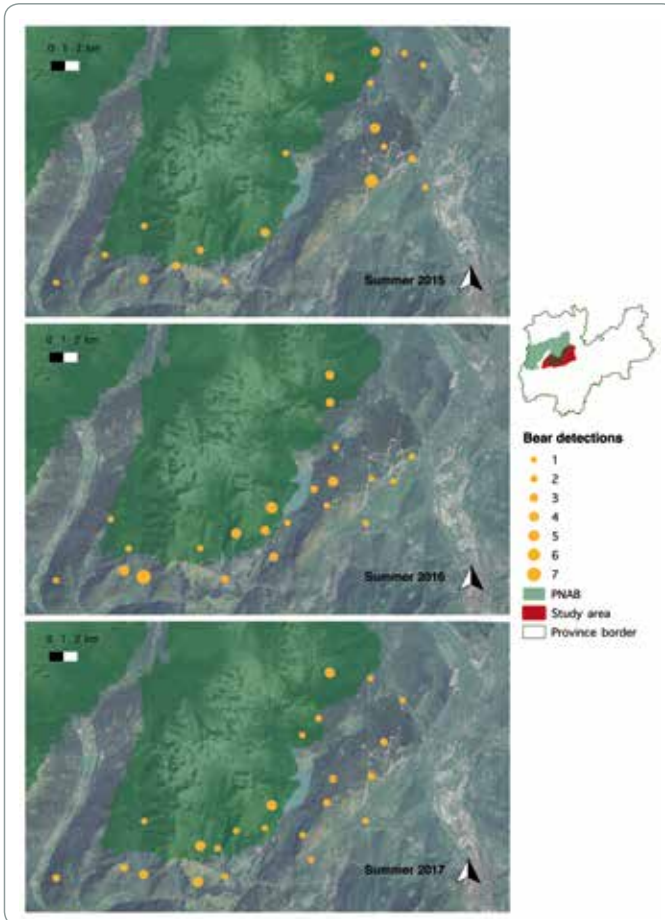 0 1 2 km
Summer 2015
0 1 2 km
Summer 2016
0 1 2 km
Summer 2017
Bear detections
1
2
3
4
5
6
7
PNAB
Study area
Province border